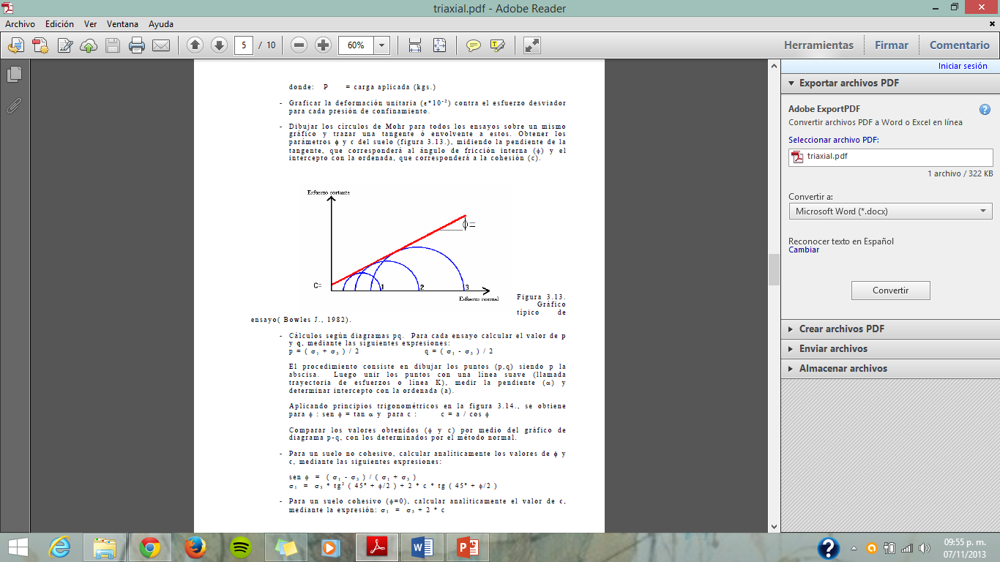 triaxial.pdf - Adobe Reader
Archivo Edición Ver Ventana Ayuda
5 / 10 60% Herramientas Firmar Comentario
Iniciar sesión
Exportar archivos PDF
Adobe ExportPDF
Convertir archivos PDF a Word o Excel en línea
Seleccionar archivo PDF:
triaxial.pdf
1 archivo / 322 KB
Convertir a:
Microsoft Word (*.docx)
Reconocer texto en Español
Cambiar
Convertir
Crear archivos PDF
Enviar archivos
Almacenar archivos
donde: P = carga aplicada (kgs.)
- Graficar la deformación unitaria (ε*10⁻²) contra el esfuerzo desviador
para cada presión de confinamiento.
- Dibujar los círculos de Mohr para todos los ensayos sobre un mismo
gráfico y trazar una tangente ó envolvente a estos. Obtener los
parámetros ϕ y c del suelo (figura 3.13.), midiendo la pendiente de la
tangente, que corresponderá al ángulo de fricción interna (ϕ) y el
intercepto con la ordenada, que corresponderá a la cohesión (c).
Esfuerzo cortante
ϕ=
C=
1 2 3
Esfuerzo normal
Figura 3.13.
Gráfico
típico de
ensayo( Bowles J., 1982).
- Cálculos según diagramas pq. Para cada ensayo calcular el valor de p
y q, mediante las siguientes expresiones:
p = ( σ₁ + σ₃ ) / 2 q = ( σ₁ - σ₃ ) / 2
El procedimiento consiste en dibujar los puntos (p,q) siendo p la
abscisa. Luego unir los puntos con una línea suave (llamada
trayectoria de esfuerzos o línea K), medir la pendiente (α) y
determinar intercepto con la ordenada (a).
Aplicando principios trigonométricos en la figura 3.14., se obtiene
para ϕ : sen ϕ = tan α y para c : c = a / cos ϕ
Comparar los valores obtenidos (ϕ y c) por medio del gráfico de
diagrama p-q, con los determinados por el método normal.
- Para un suelo no cohesivo, calcular analíticamente los valores de ϕ y
c, mediante las siguientes expresiones:
sen ϕ = ( σ₁ - σ₃ ) / ( σ₁ + σ₃ )
σ₁ = σ₃ * tg² ( 45° + ϕ/2 ) + 2 * c * tg ( 45° + ϕ/2 )
- Para un suelo cohesivo (ϕ=0), calcular analíticamente el valor de c,
mediante la expresión: σ₁ = σ₃ + 2 * c
09:55 p. m.
07/11/2013